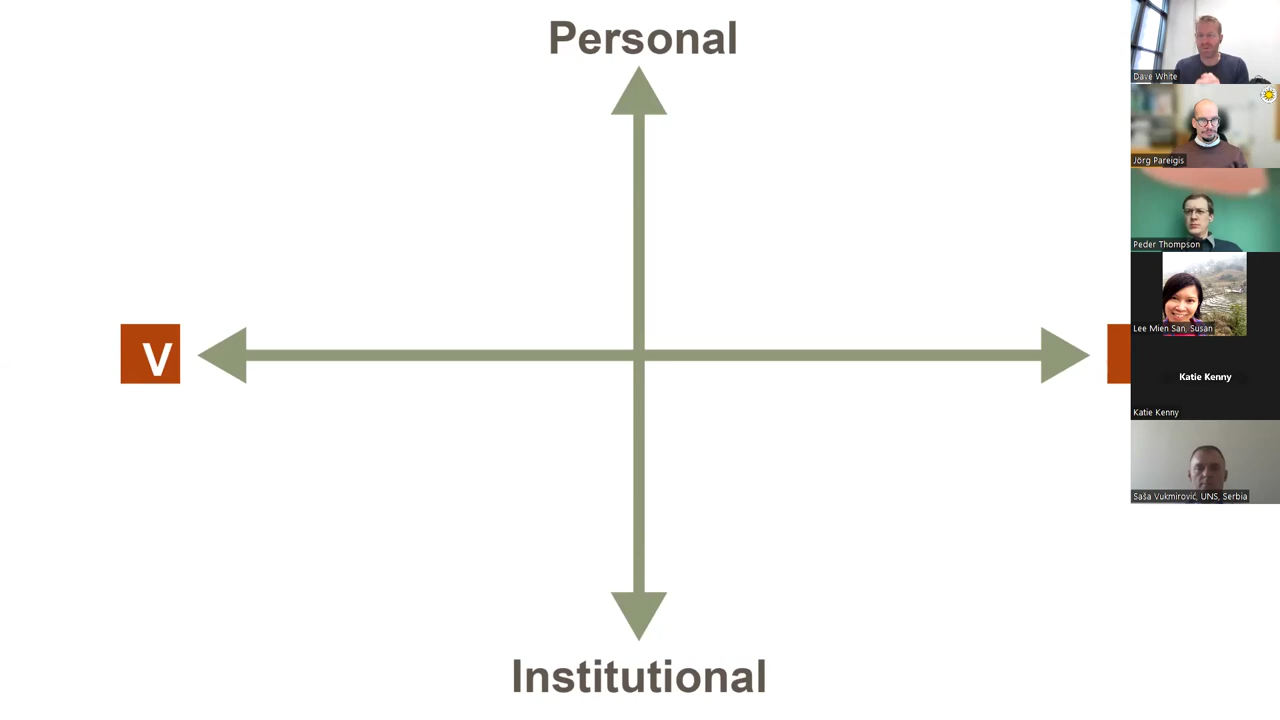 Personal
V
Institutional
Dave White
Jörg Pareigis
Peder Thompson
Lee Mien San, Susan
Katie Kenny
Katie Kenny
Saša Vukmirović, UNS, Serbia